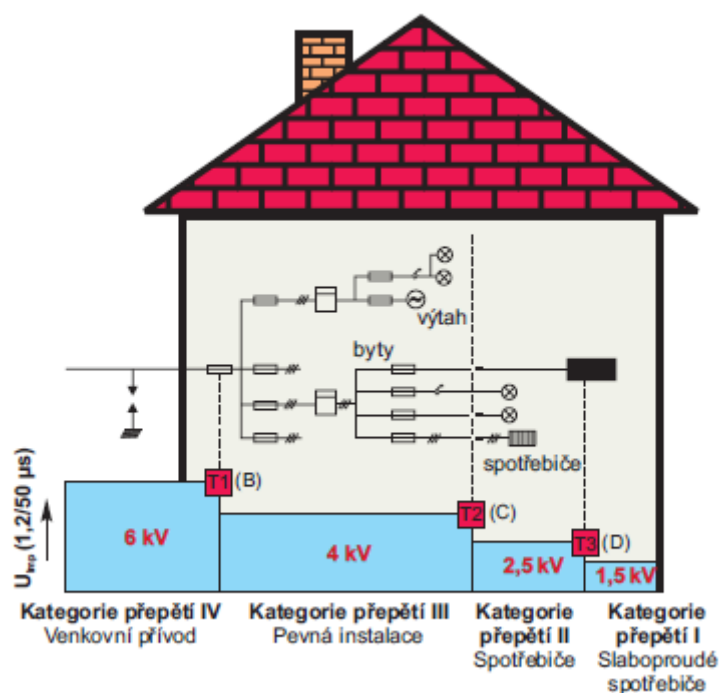 výtah
byty
spotřebiče
T1 (B)
T2 (C)
T3 (D)
U imp (1,2/50 µs)
6 kV
4 kV
2,5 kV
1,5 kV
Kategorie přepětí IV
Venkovní přívod
Kategorie přepětí III
Pevná instalace
Kategorie
přepětí II
Spotřebiče
Kategorie
přepětí I
Slaboproudé
spotřebiče